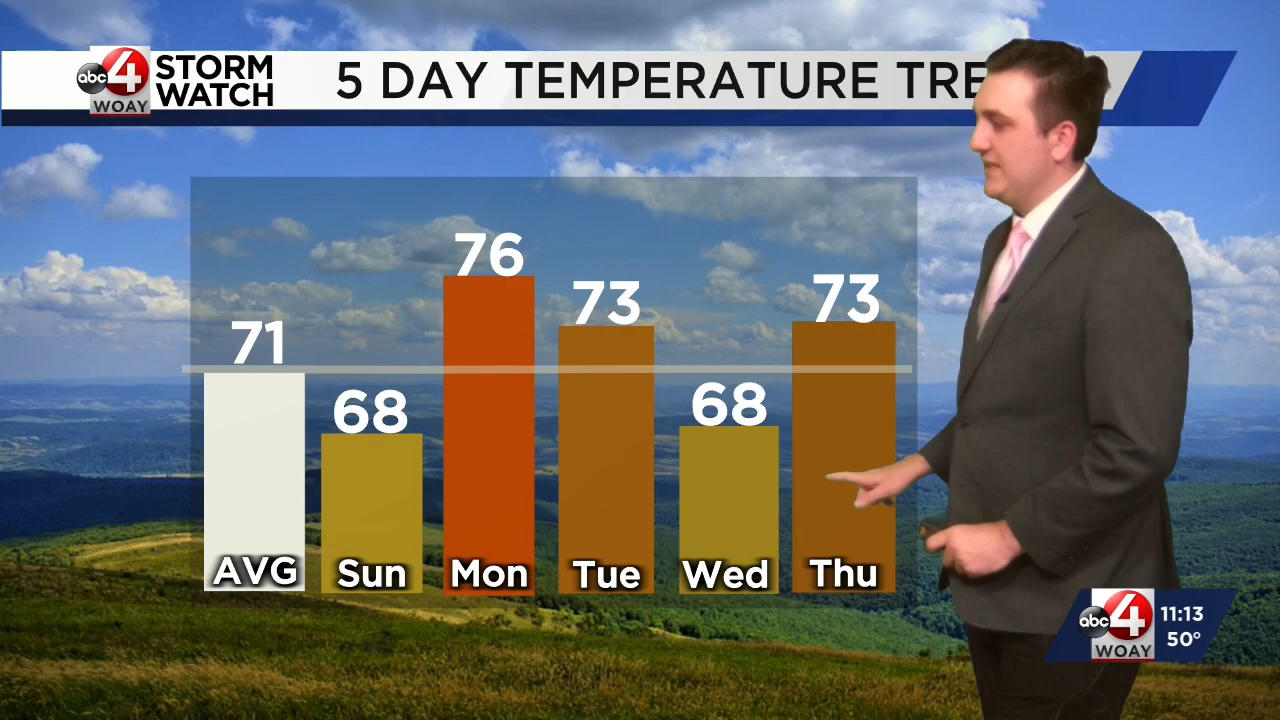 abc 4 WOAY
STORM WATCH
5 DAY TEMPERATURE TRE
71
68
76
73
68
73
AVG
Sun
Mon
Tue
Wed
Thu
abc 4 WOAY
11:13
50°